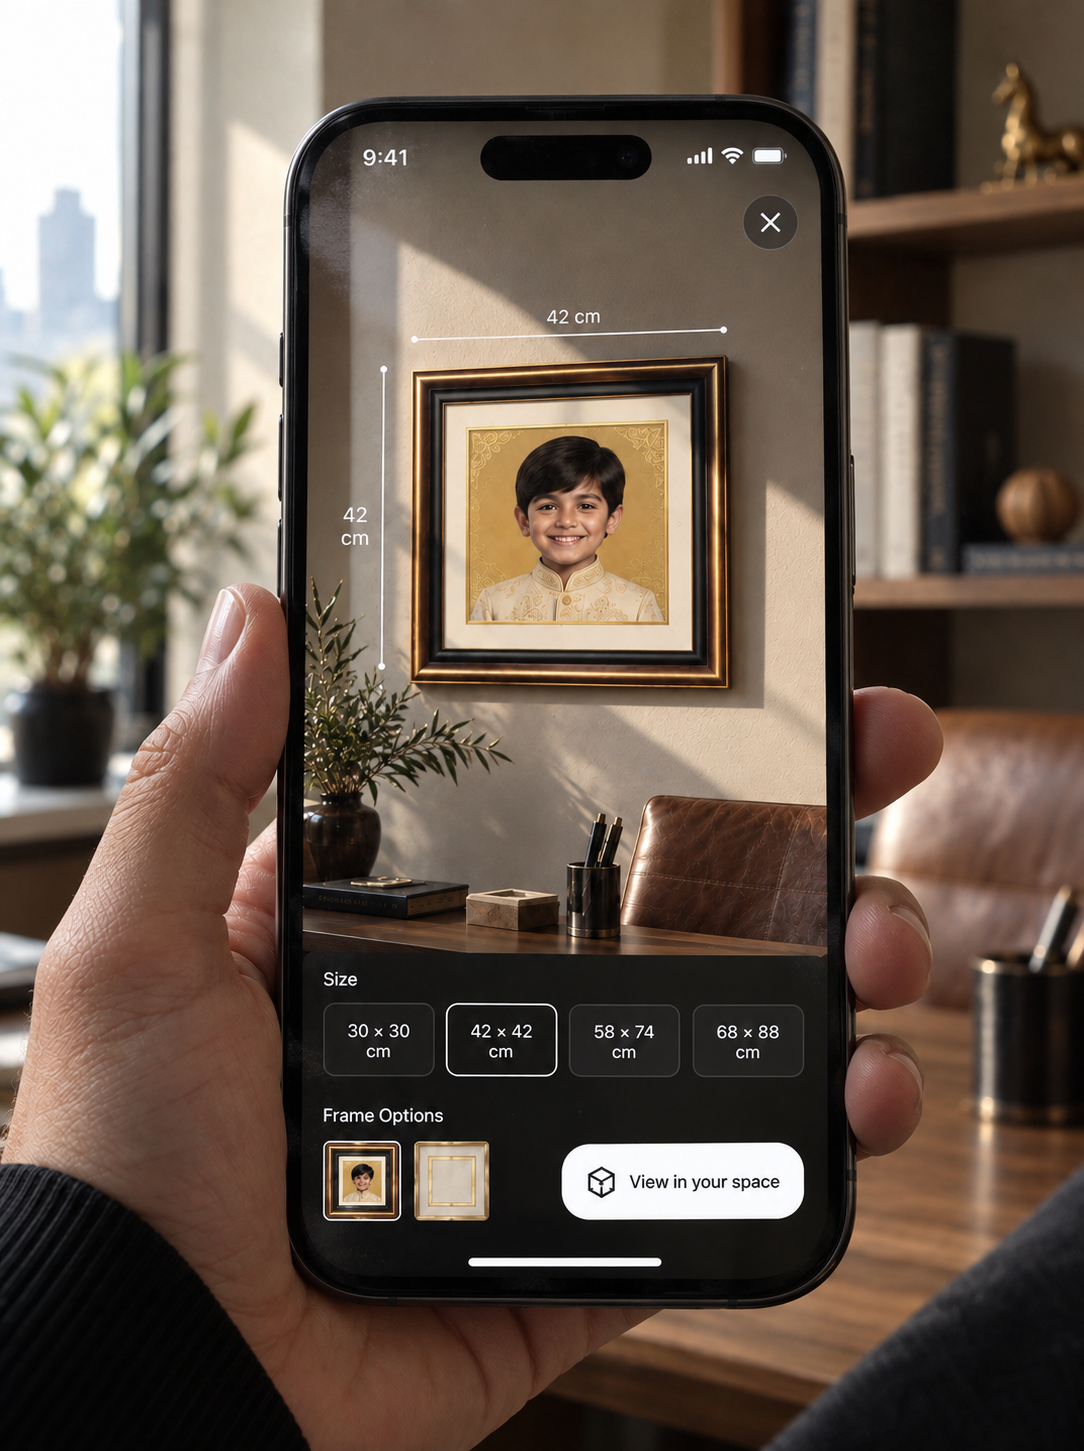 9:41
42 cm
42
cm
Size
30 × 30
cm
42 × 42
cm
58 × 74
cm
68 × 88
cm
Frame Options
View in your space